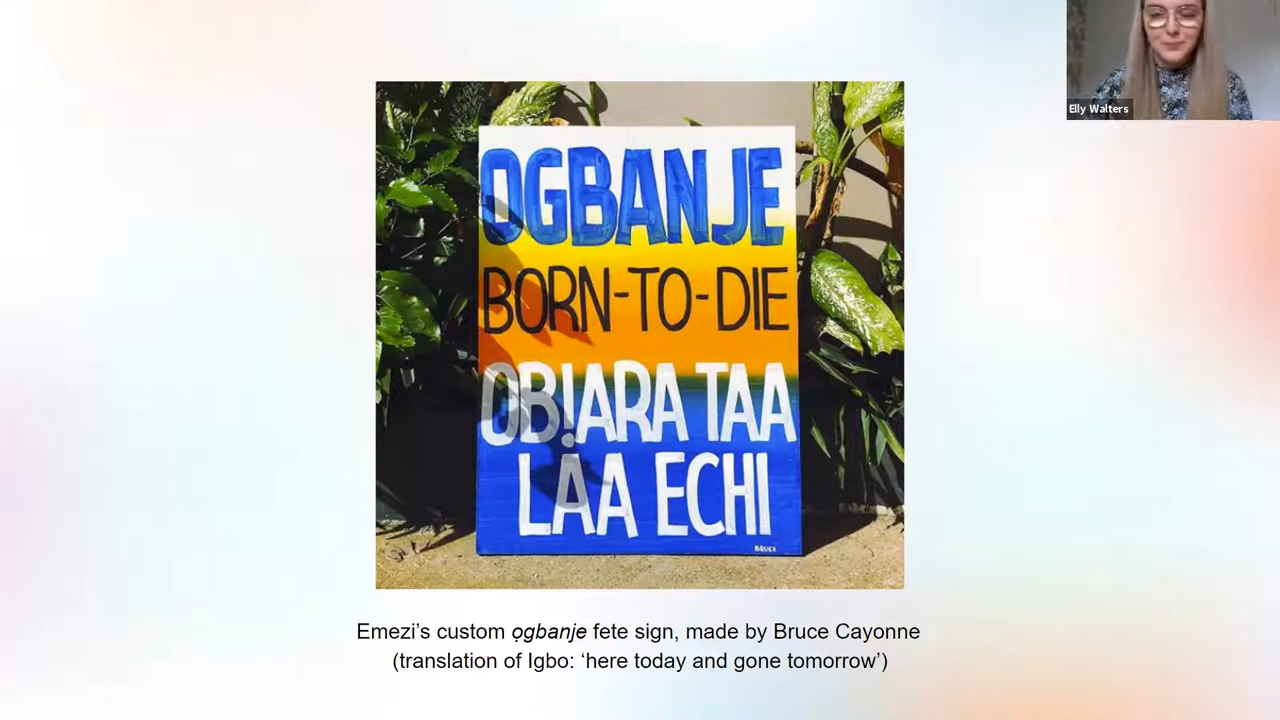 Elly Walters
OGBANJE
BORN-TO-DIE
OBỊARA TAA
LAA ECHI
BRUCE
Emezi’s custom ọgbanje fete sign, made by Bruce Cayonne
(translation of Igbo: ‘here today and gone tomorrow’)